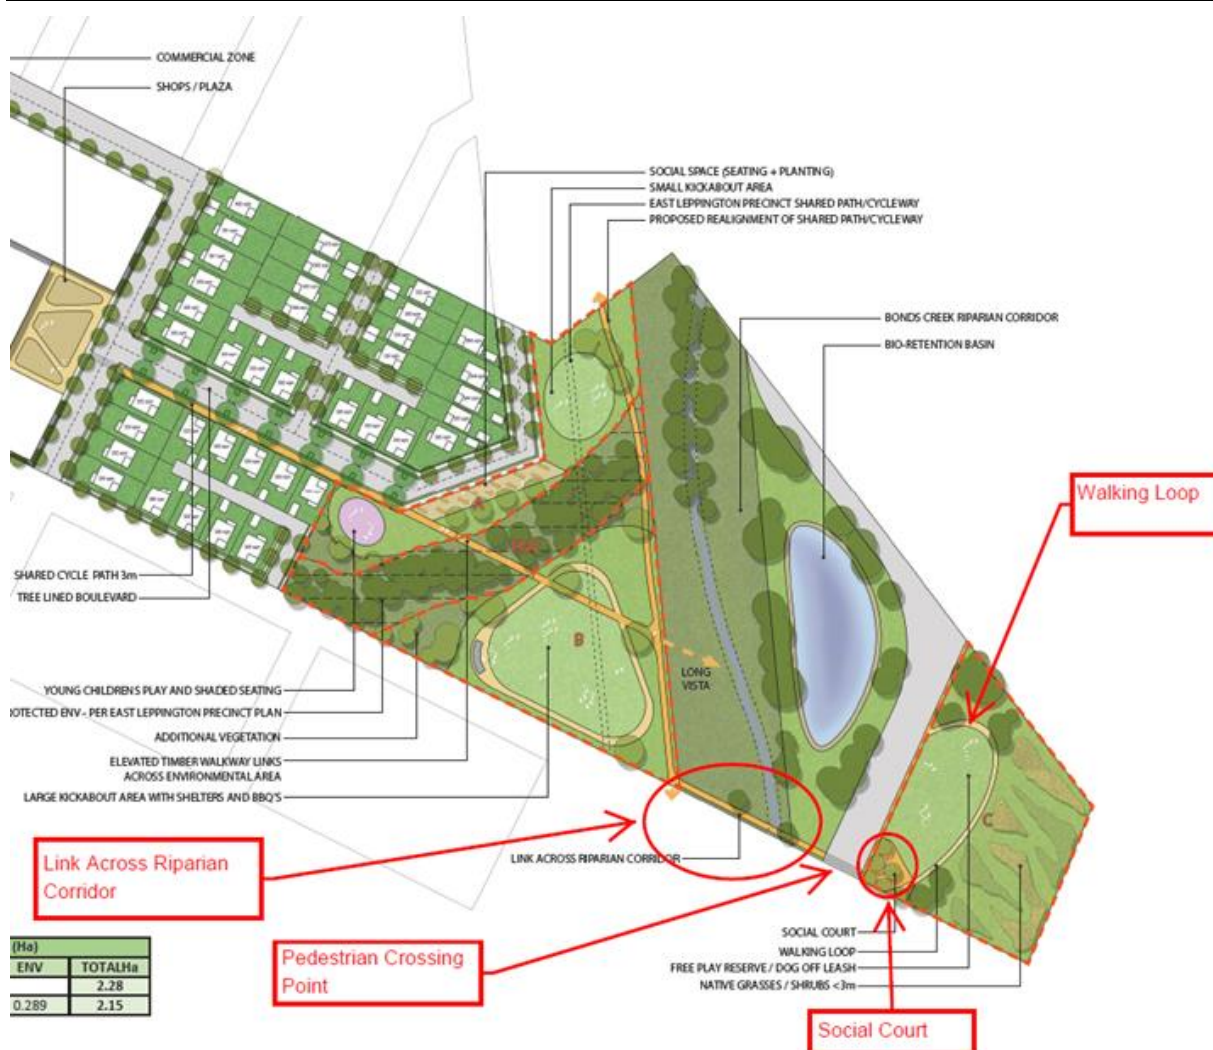 COMMERCIAL ZONE
SHOPS / PLAZA
SOCIAL SPACE (SEATING + PLANTING)
SMALL KICKABOUT AREA
EAST LEPPINGTON PRECINCT SHARED PATH/CYCLEWAY
PROPOSED REALIGNMENT OF SHARED PATH/CYCLEWAY
BONDS CREEK RIPARIAN CORRIDOR
BIO-RETENTION BASIN
Walking Loop
SHARED CYCLE PATH 3m
TREE LINED BOULEVARD
A
B
LONG
VISTA
YOUNG CHILDRENS PLAY AND SHADED SEATING
OTECTED ENV - PER EAST LEPPINGTON PRECINCT PLAN
ADDITIONAL VEGETATION
ELEVATED TIMBER WALKWAY LINKS
ACROSS ENVIRONMENTAL AREA
LARGE KICKABOUT AREA WITH SHELTERS AND BBQ'S
C
Link Across Riparian
Corridor
LINK ACROSS RIPARIAN CORRIDOR
Pedestrian Crossing
Point
SOCIAL COURT
WALKING LOOP
FREE PLAY RESERVE / DOG OFF LEASH
NATIVE GRASSES / SHRUBS <3m
(Ha)
ENV TOTALHa
2.28
0.289 2.15
Social Court